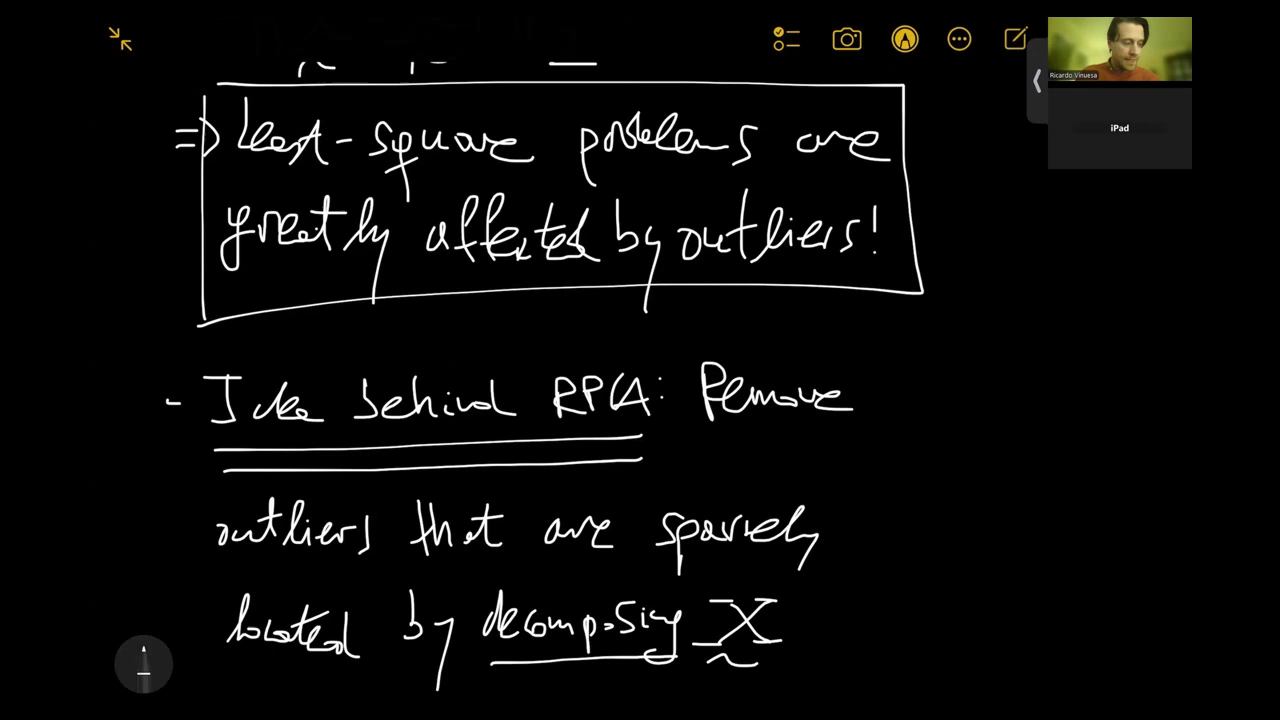 => Least-square problems are
greatly affected by outliers!
- Idea behind RPCA: Remove
outliers that are sparsely
located by decomposing X
Ricardo Vinuesa
iPad